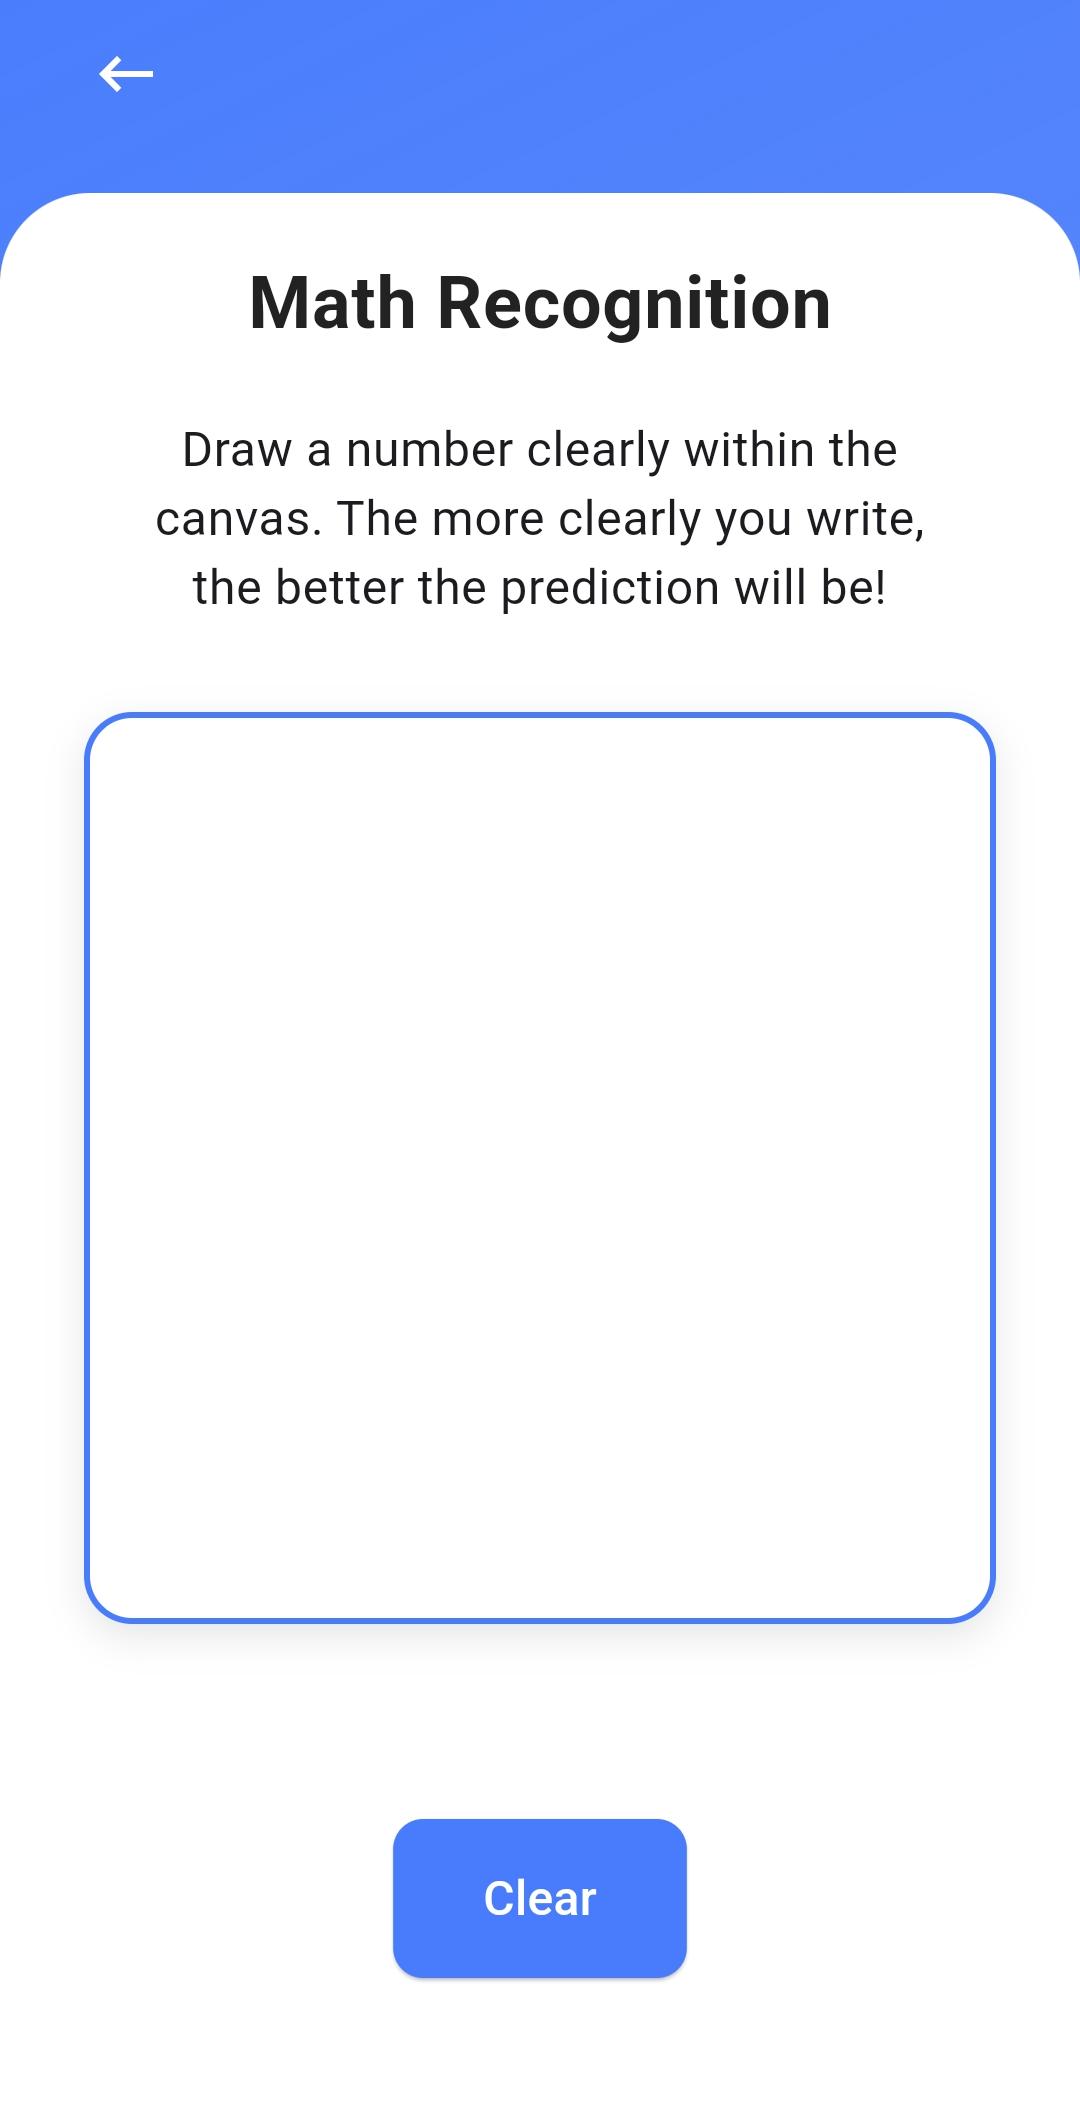 Math Recognition
Draw a number clearly within the
canvas. The more clearly you write,
the better the prediction will be!
Clear